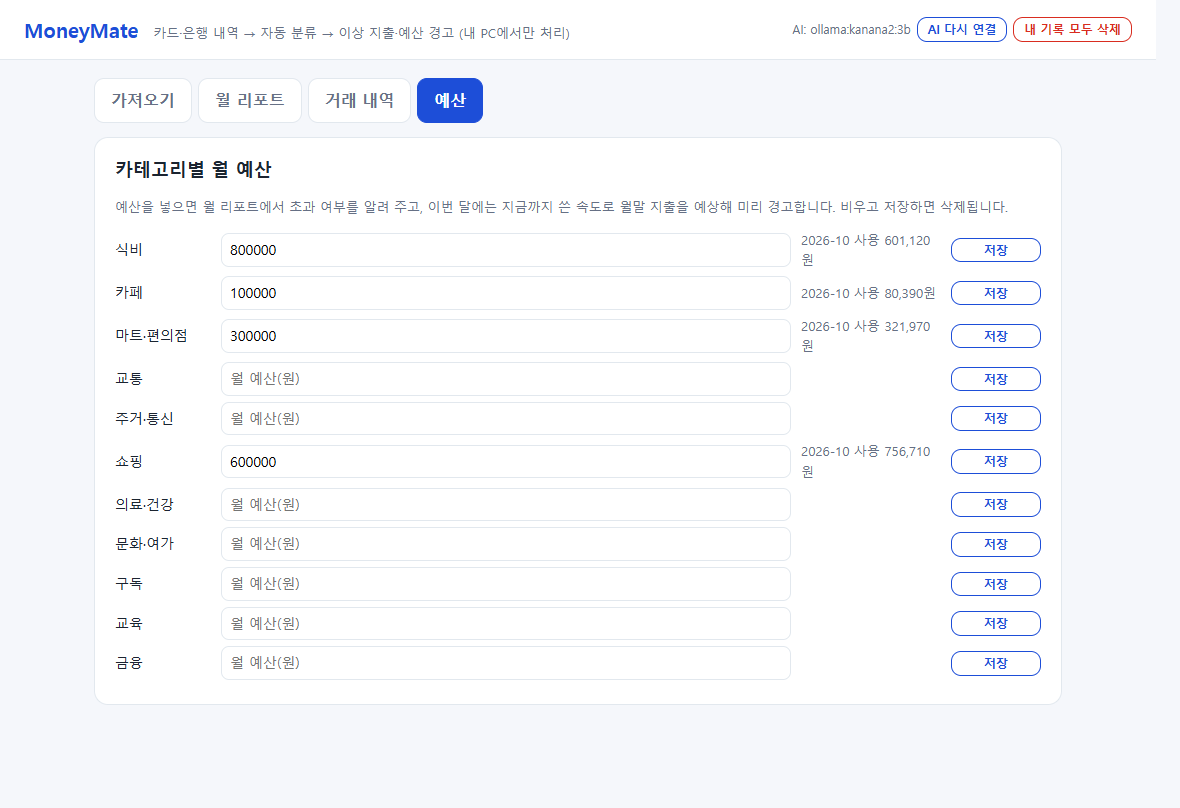 MoneyMate 카드·은행 내역 → 자동 분류 → 이상 지출·예산 경고 (내 PC에서만 처리) AI: ollama:kanana2:3b AI 다시 연결 내 기록 모두 삭제
가져오기 월 리포트 거래 내역 예산
카테고리별 월 예산
예산을 넣으면 월 리포트에서 초과 여부를 알려 주고, 이번 달에는 지금까지 쓴 속도로 월말 지출을 예상해 미리 경고합니다. 비우고 저장하면 삭제됩니다.
식비 800000 2026-10 사용 601,120
원 저장
카페 100000 2026-10 사용 80,390원 저장
마트·편의점 300000 2026-10 사용 321,970
원 저장
교통 월 예산(원) 저장
주거·통신 월 예산(원) 저장
쇼핑 600000 2026-10 사용 756,710
원 저장
의료·건강 월 예산(원) 저장
문화·여가 월 예산(원) 저장
구독 월 예산(원) 저장
교육 월 예산(원) 저장
금융 월 예산(원) 저장